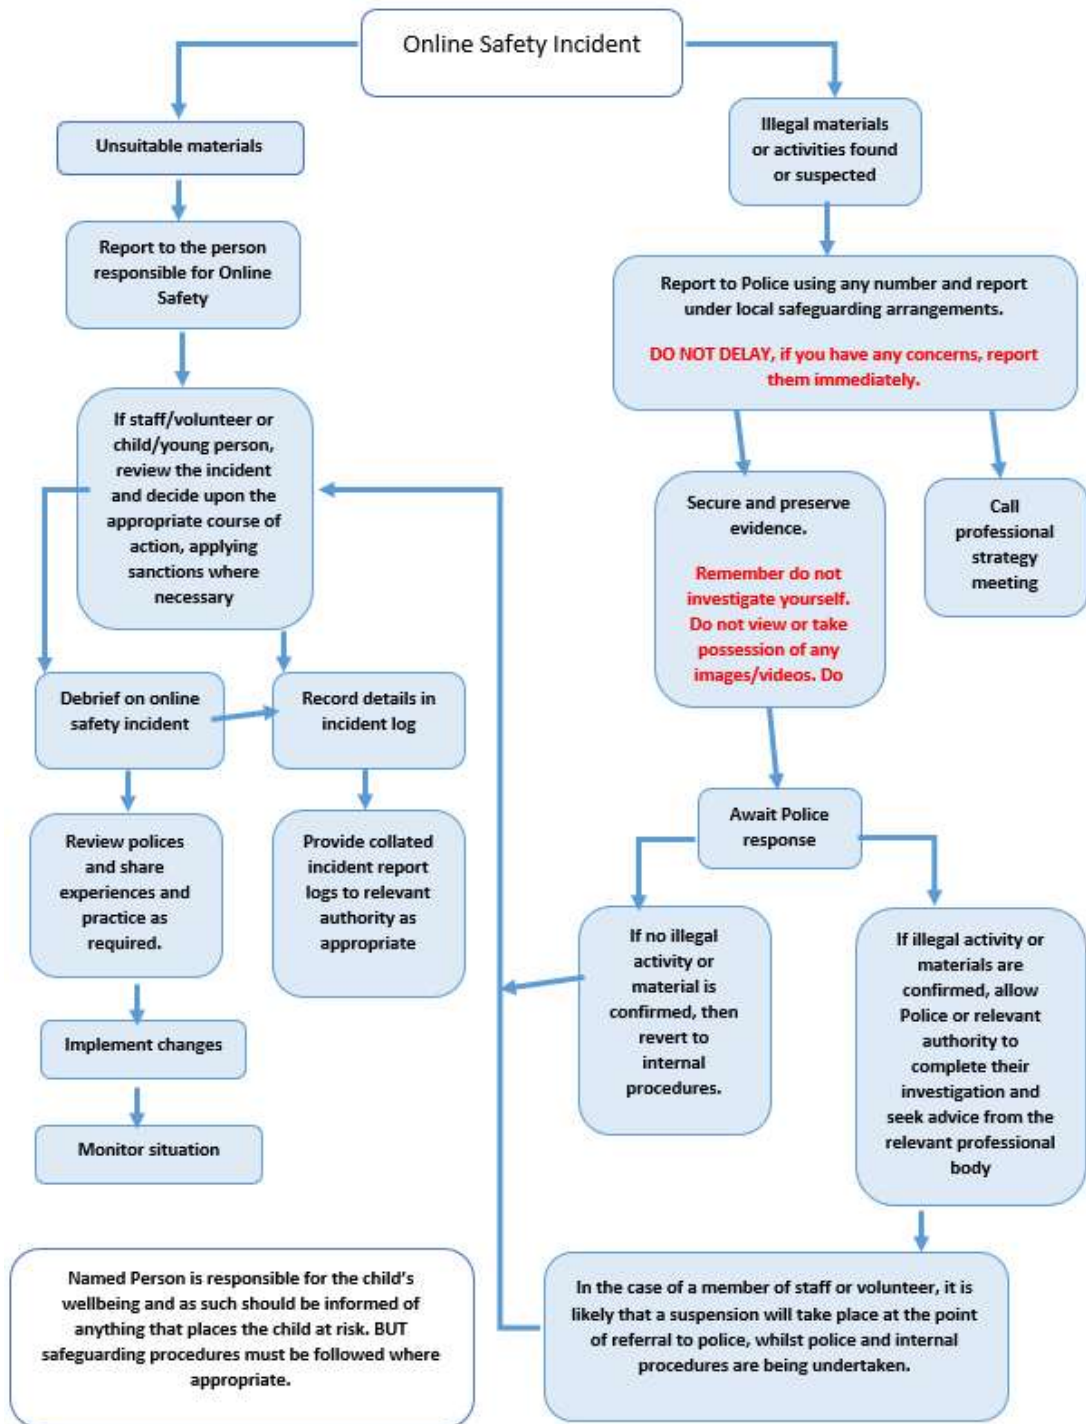 Online Safety Incident
Unsuitable materials
Illegal materials
or activities found
or suspected
Report to the person
responsible for Online
Safety
Report to Police using any number and report
under local safeguarding arrangements.
DO NOT DELAY, if you have any concerns, report
them immediately.
If staff/volunteer or
child/young person,
review the incident
and decide upon the
appropriate course of
action, applying
sanctions where
necessary
Secure and preserve
evidence.
Remember do not
investigate yourself.
Do not view or take
possession of any
images/videos. Do
Call
professional
strategy
meeting
Debrief on online
safety incident
Record details in
incident log
Review polices
and share
experiences and
practice as
required.
Provide collated
incident report
logs to relevant
authority as
appropriate
Await Police
response
If no illegal
activity or
material is
confirmed, then
revert to
internal
procedures.
If illegal activity or
materials are
confirmed, allow
Police or relevant
authority to
complete their
investigation and
seek advice from the
relevant professional
body
Implement changes
Monitor situation
Named Person is responsible for the child's
wellbeing and as such should be informed of
anything that places the child at risk. BUT
safeguarding procedures must be followed where
appropriate.
In the case of a member of staff or volunteer, it is
likely that a suspension will take place at the point
of referral to police, whilst police and internal
procedures are being undertaken.